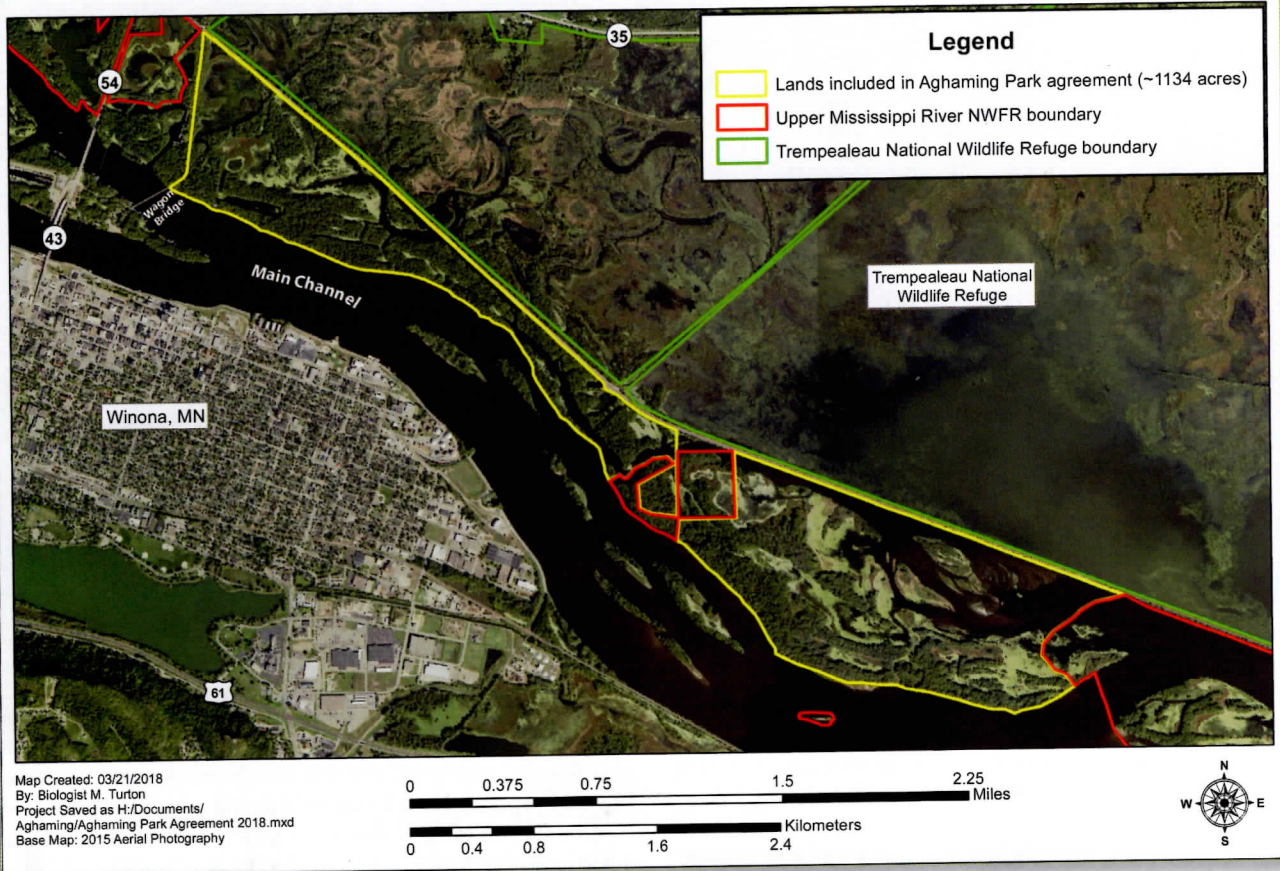 35
Legend
Lands included in Aghaming Park agreement (~1134 acres)
Upper Mississippi River NWFR boundary
Trempealeau National Wildlife Refuge boundary
54
Wagon
Bridge
43
Main Channel
Trempealeau National
Wildlife Refuge
Winona, MN
61
Map Created: 03/21/2018
By: Biologist M. Turton
Project Saved as H:/Documents/
Aghaming/Aghaming Park Agreement 2018.mxd
Base Map: 2015 Aerial Photography
0 0.375 0.75 1.5 2.25
Miles
Kilometers
0 0.4 0.8 1.6 2.4
N
W E
S